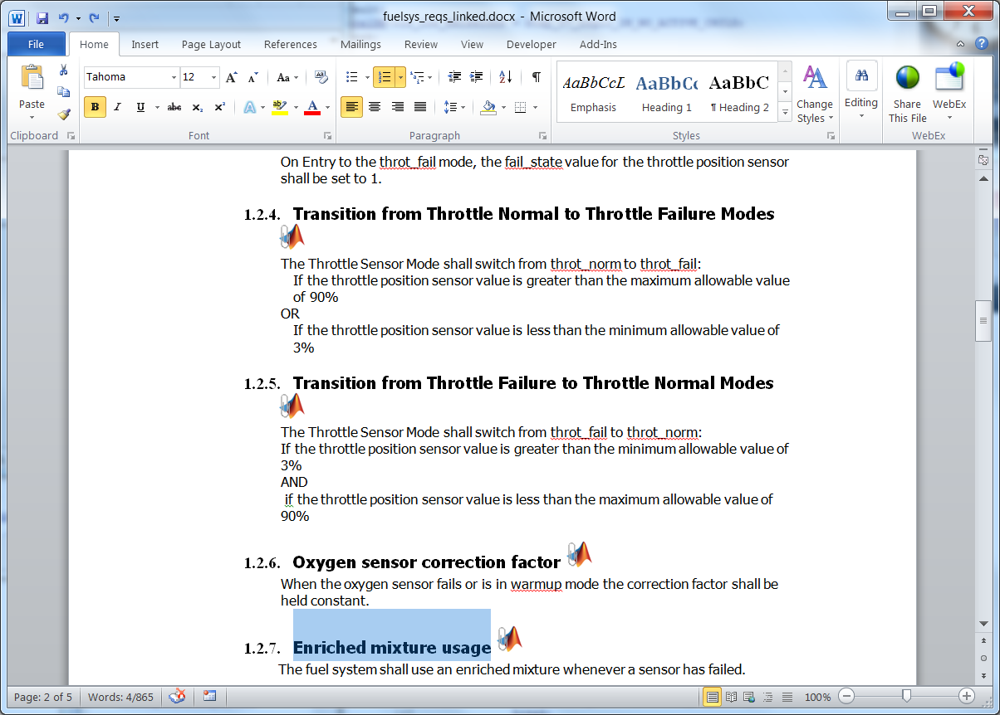 fuelsys_reqs_linked.docx - Microsoft Word
File Home Insert Page Layout References Mailings Review View Developer Add-Ins
Paste
Clipboard
Tahoma 12
Font
Paragraph
AaBbCcL AaBbCc AaBbC
Emphasis Heading 1 ¶ Heading 2
Styles
Change
Styles
Editing
Share
This File
WebEx
WebEx
On Entry to the throt_fail mode, the fail_state value for the throttle position sensor
shall be set to 1.
1.2.4. Transition from Throttle Normal to Throttle Failure Modes
The Throttle Sensor Mode shall switch from throt_norm to throt_fail:
If the throttle position sensor value is greater than the maximum allowable value
of 90%
OR
If the throttle position sensor value is less than the minimum allowable value of
3%
1.2.5. Transition from Throttle Failure to Throttle Normal Modes
The Throttle Sensor Mode shall switch from throt_fail to throt_norm:
If the throttle position sensor value is greater than the minimum allowable value of
3%
AND
if the throttle position sensor value is less than the maximum allowable value of
90%
1.2.6. Oxygen sensor correction factor
When the oxygen sensor fails or is in warmup mode the correction factor shall be
held constant.
1.2.7. Enriched mixture usage
The fuel system shall use an enriched mixture whenever a sensor has failed.
Page: 2 of 5 Words: 4/865 100%